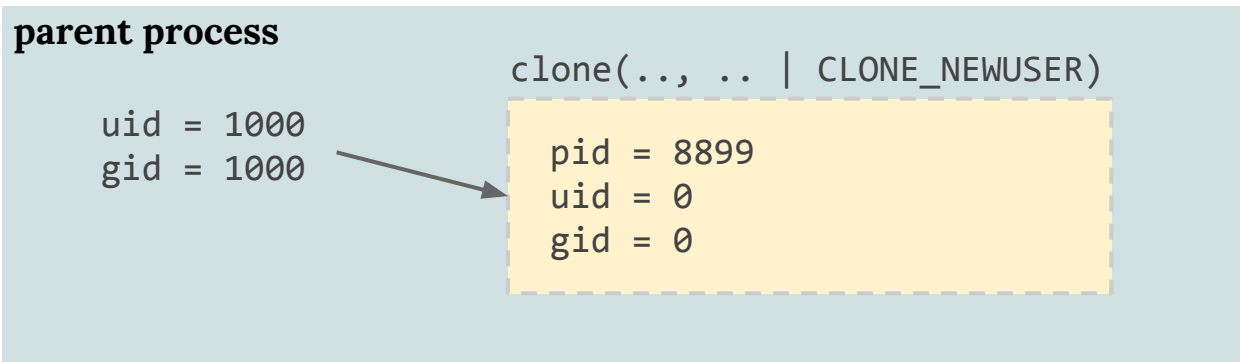 parent process
clone(.., .. | CLONE_NEWUSER)
uid = 1000
gid = 1000
pid = 8899
uid = 0
gid = 0